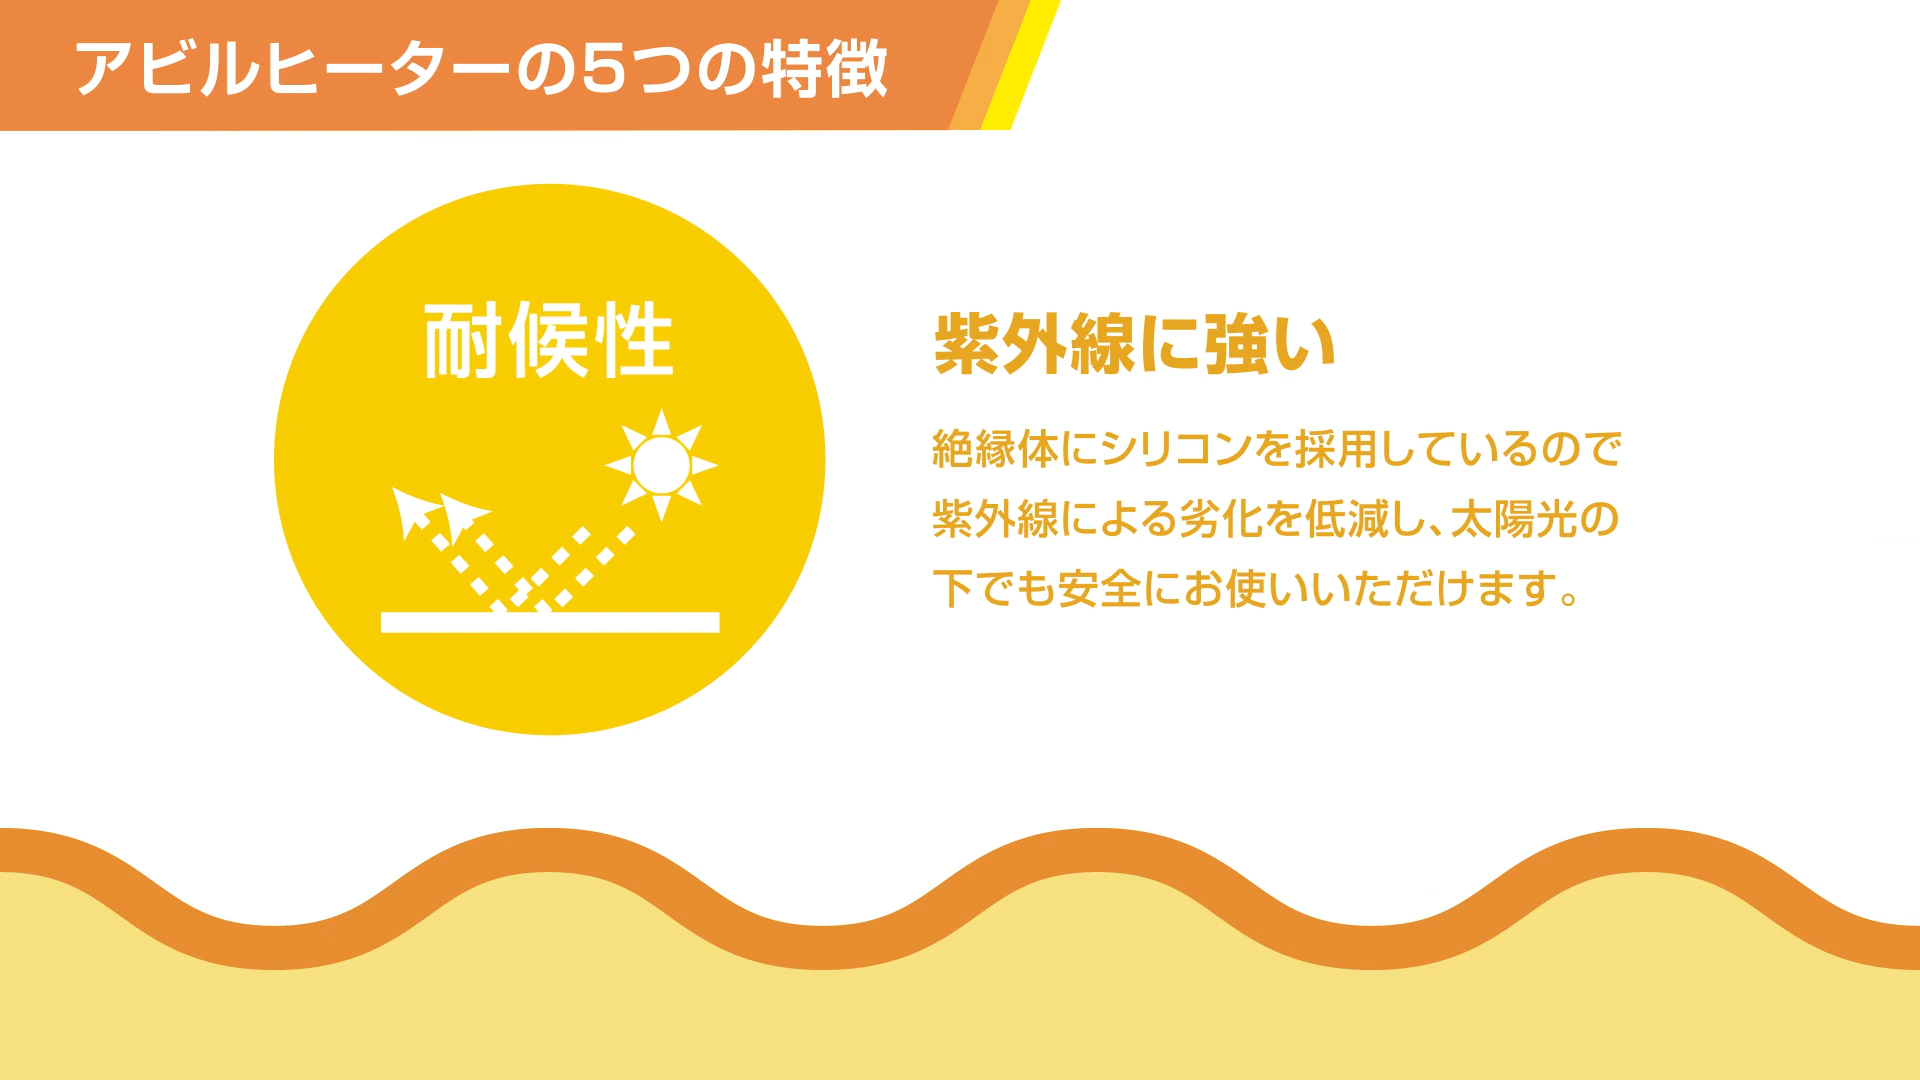 アビルヒーターの5つの特徴
耐候性
紫外線に強い
絶縁体にシリコンを採用しているので
紫外線による劣化を低減し、太陽光の
下でも安全にお使いいただけます。